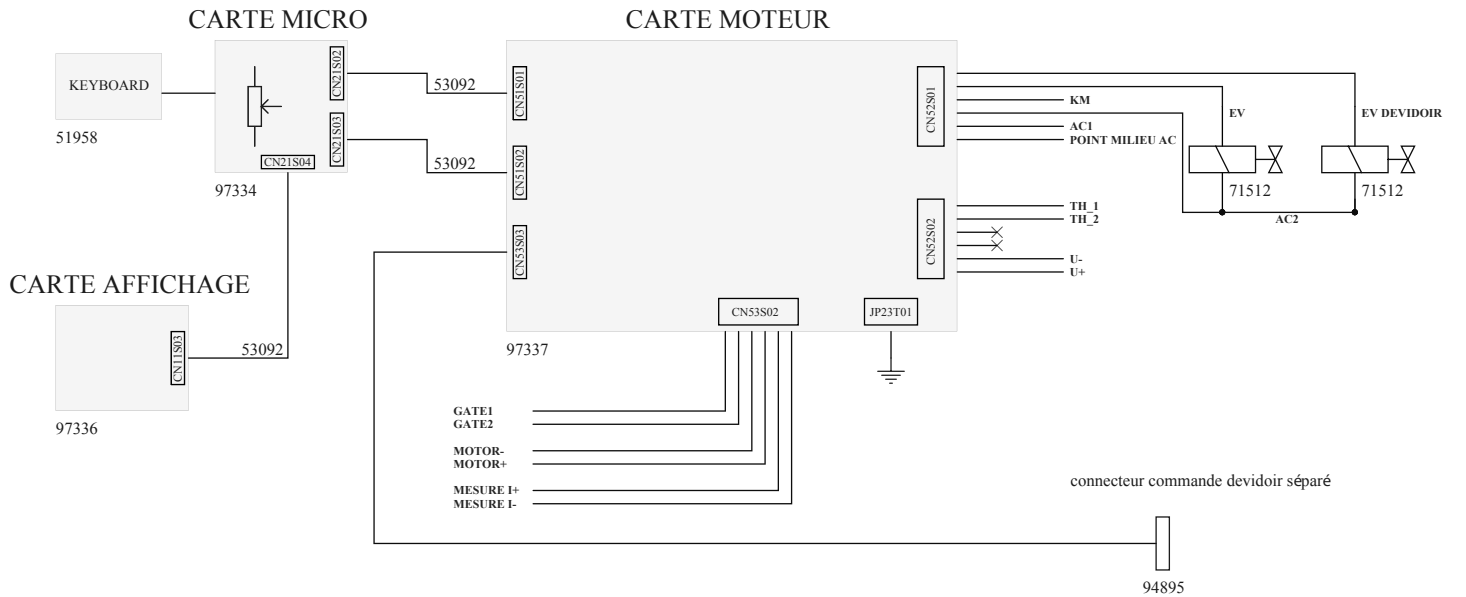 CARTE MICRO
CARTE MOTEUR
KEYBOARD
51958
CN21S02
CN21S03
CN21S04
97334
53092
53092
CN51S01
CN51S02
CN53S03
CN52S01
CN52S02
KM
AC1
POINT MILIEU AC
EV
EV DEVIDOIR
71512
71512
AC2
TH_1
TH_2
U-
U+
CARTE AFFICHAGE
CN11S03
53092
97336
CN53S02
JP23T01
97337
GATE1
GATE2
MOTOR-
MOTOR+
MESURE I+
MESURE I-
connecteur commande devidoir séparé
94895